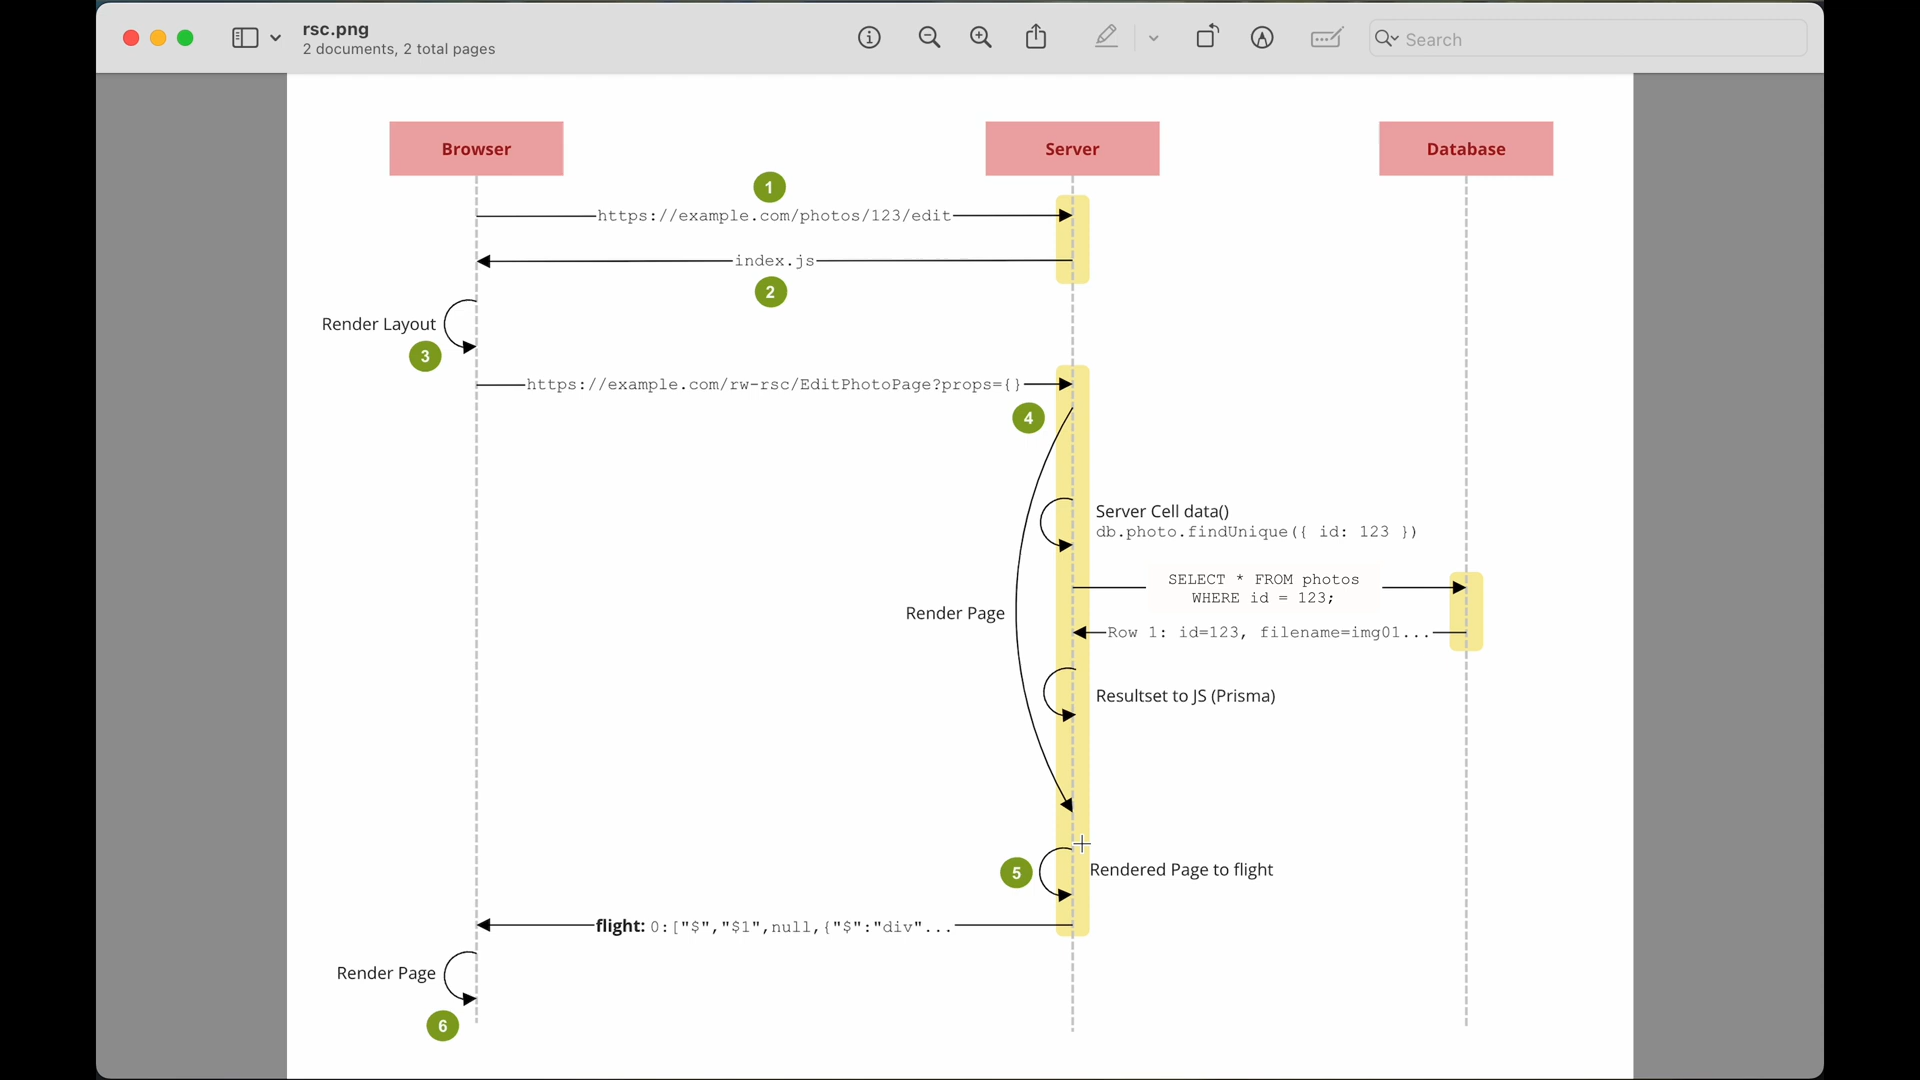 rsc.png
2 documents, 2 total pages
Search
Browser
Server
Database
1
https://example.com/photos/123/edit
index.js
2
Render Layout
3
https://example.com/rw-rsc/EditPhotoPage?props={}
4
Server Cell data()
db.photo.findUnique({ id: 123 })
SELECT * FROM photos
WHERE id = 123;
Render Page
Row 1: id=123, filename=img01...
Resultset to JS (Prisma)
5
Rendered Page to flight
flight: 0:["$","$1",null,{"$":"div"...
Render Page
6